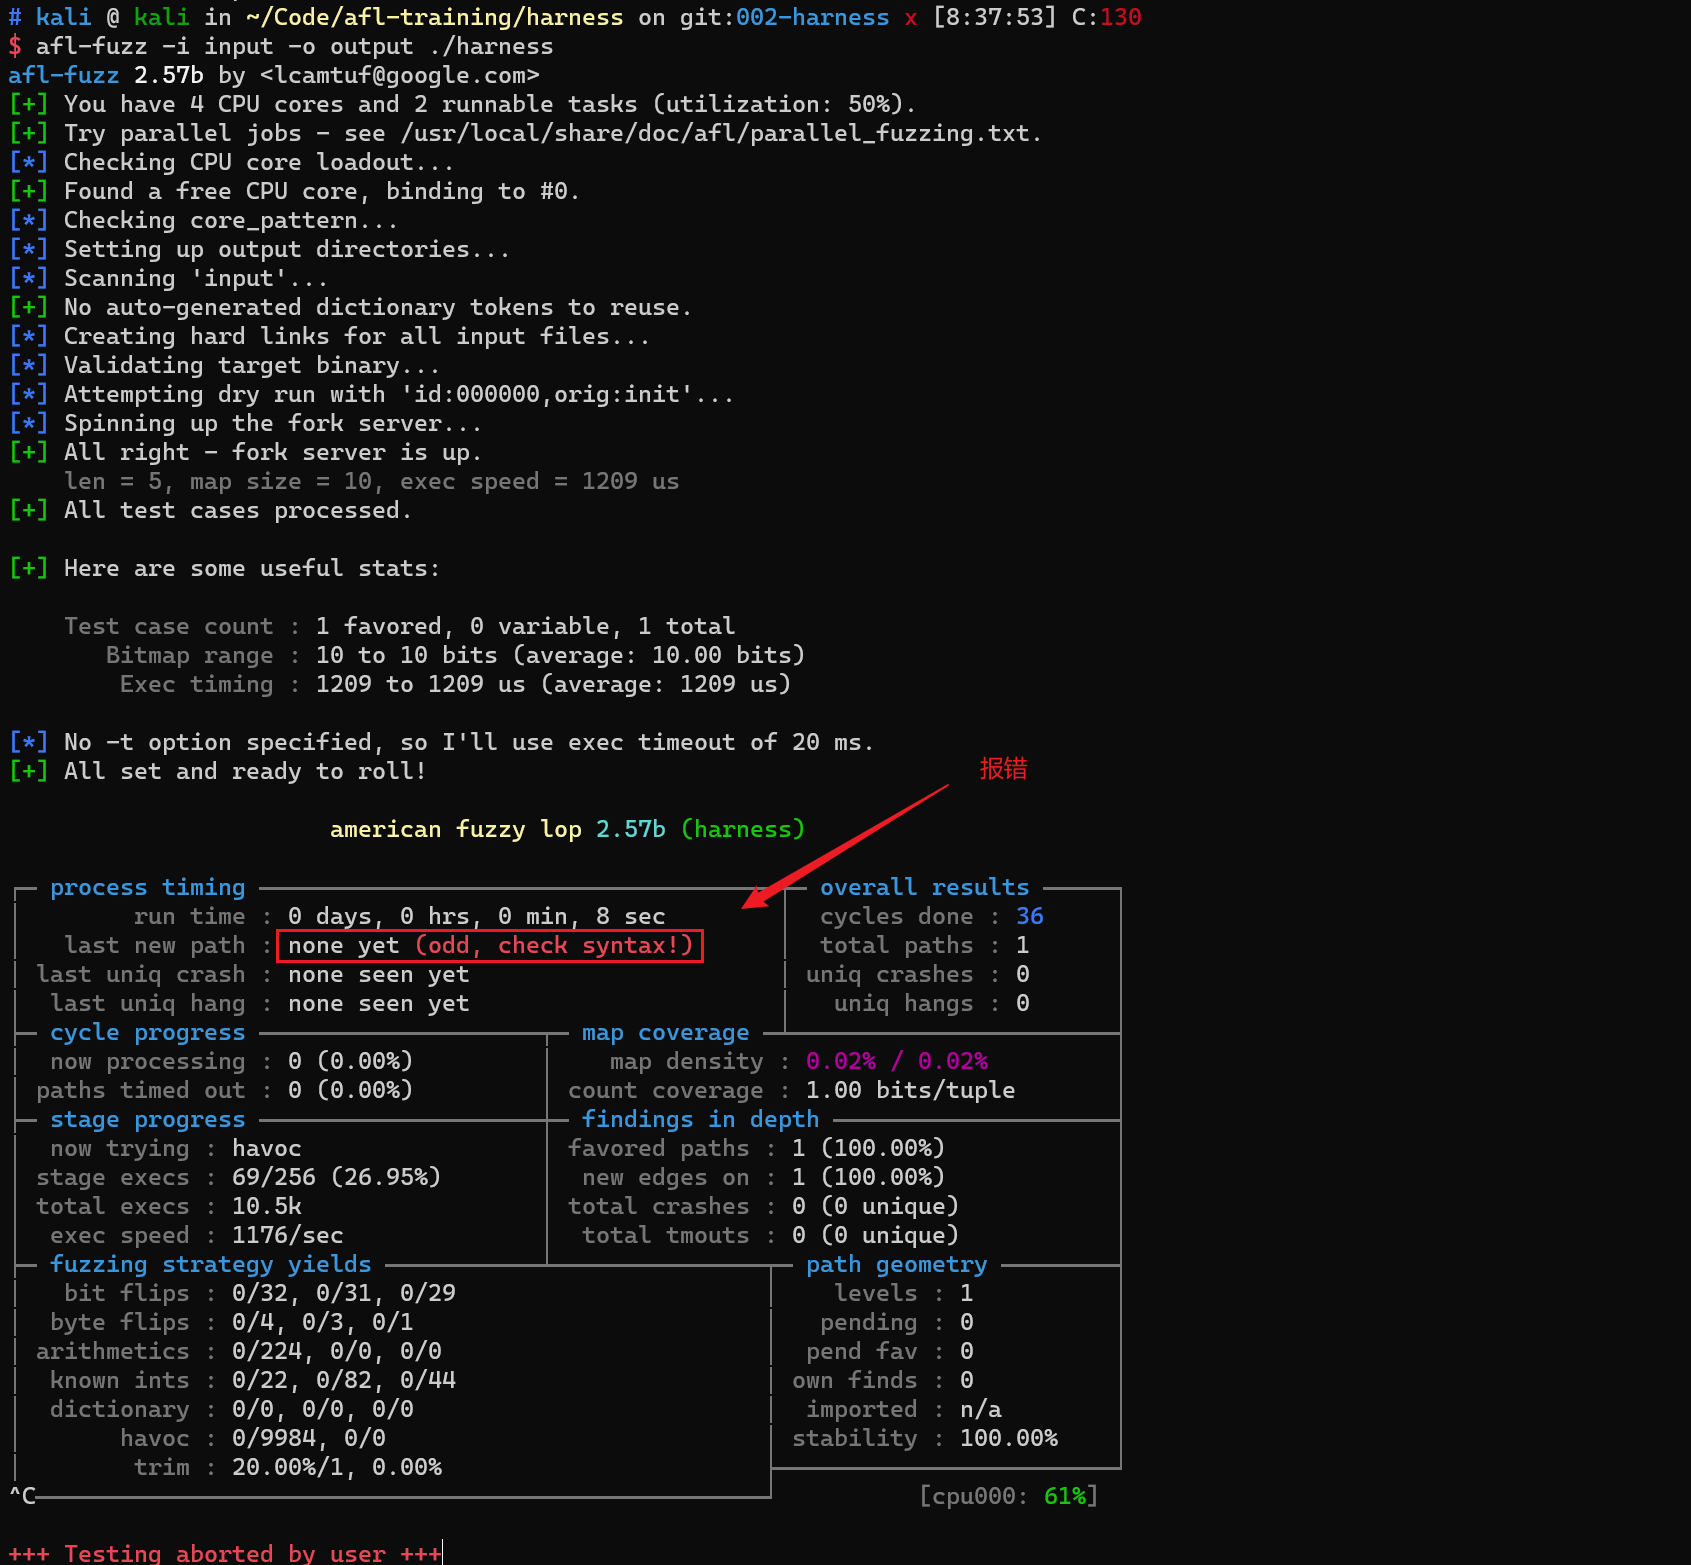 # kali @ kali in ~/Code/afl-training/harness on git:002-harness x [8:37:53] C:130
$ afl-fuzz -i input -o output ./harness
afl-fuzz 2.57b by <lcamtuf@google.com>
[+] You have 4 CPU cores and 2 runnable tasks (utilization: 50%).
[+] Try parallel jobs - see /usr/local/share/doc/afl/parallel_fuzzing.txt.
[*] Checking CPU core loadout...
[+] Found a free CPU core, binding to #0.
[*] Checking core_pattern...
[*] Setting up output directories...
[*] Scanning 'input'...
[+] No auto-generated dictionary tokens to reuse.
[*] Creating hard links for all input files...
[*] Validating target binary...
[*] Attempting dry run with 'id:000000,orig:init'...
[*] Spinning up the fork server...
[+] All right - fork server is up.
len = 5, map size = 10, exec speed = 1209 us
[+] All test cases processed.
[+] Here are some useful stats:
Test case count : 1 favored, 0 variable, 1 total
Bitmap range : 10 to 10 bits (average: 10.00 bits)
Exec timing : 1209 to 1209 us (average: 1209 us)
[*] No -t option specified, so I'll use exec timeout of 20 ms.
[+] All set and ready to roll!
报错
american fuzzy lop 2.57b (harness)
process timing overall results
run time : 0 days, 0 hrs, 0 min, 8 sec cycles done : 36
last new path : none yet (odd, check syntax!) total paths : 1
last uniq crash : none seen yet uniq crashes : 0
last uniq hang : none seen yet uniq hangs : 0
cycle progress map coverage
now processing : 0 (0.00%) map density : 0.02% / 0.02%
paths timed out : 0 (0.00%) count coverage : 1.00 bits/tuple
stage progress findings in depth
now trying : havoc favored paths : 1 (100.00%)
stage execs : 69/256 (26.95%) new edges on : 1 (100.00%)
total execs : 10.5k total crashes : 0 (0 unique)
exec speed : 1176/sec total tmouts : 0 (0 unique)
fuzzing strategy yields path geometry
bit flips : 0/32, 0/31, 0/29 levels : 1
byte flips : 0/4, 0/3, 0/1 pending : 0
arithmetics : 0/224, 0/0, 0/0 pend fav : 0
known ints : 0/22, 0/82, 0/44 own finds : 0
dictionary : 0/0, 0/0, 0/0 imported : n/a
havoc : 0/9984, 0/0 stability : 100.00%
trim : 20.00%/1, 0.00%
^C [cpu000: 61%]
+++ Testing aborted by user +++